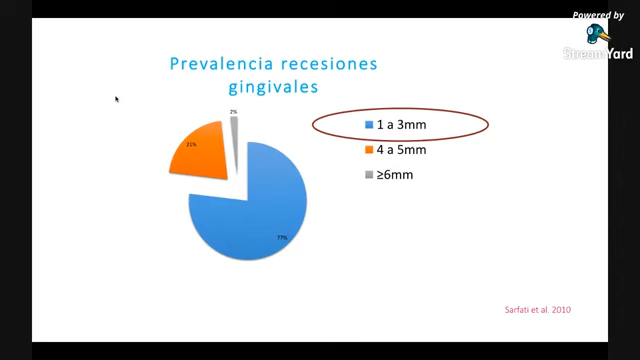 Powered by
StreamYard
Prevalencia recesiones
gingivales
2%
21%
77%
1 a 3mm
4 a 5mm
≥6mm
Sarfati et al. 2010